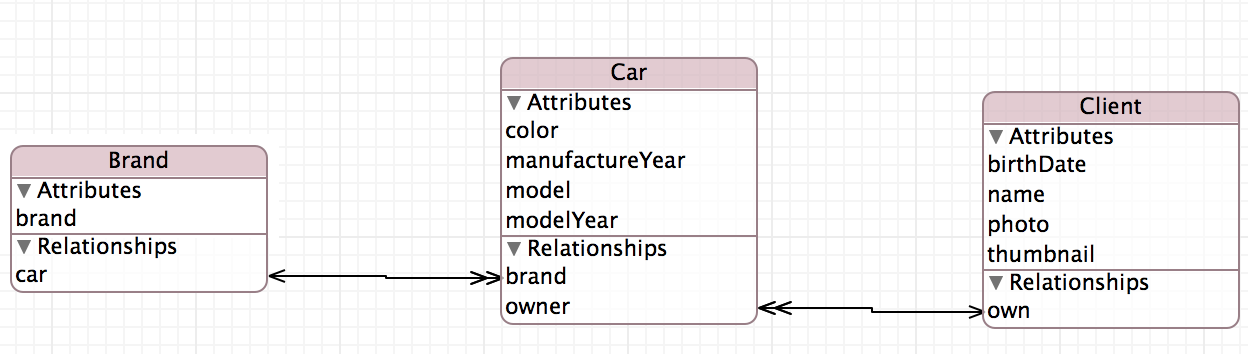 Brand
▼ Attributes
brand
▼ Relationships
car
Car
▼ Attributes
color
manufactureYear
model
modelYear
▼ Relationships
brand
owner
Client
▼ Attributes
birthDate
name
photo
thumbnail
▼ Relationships
own